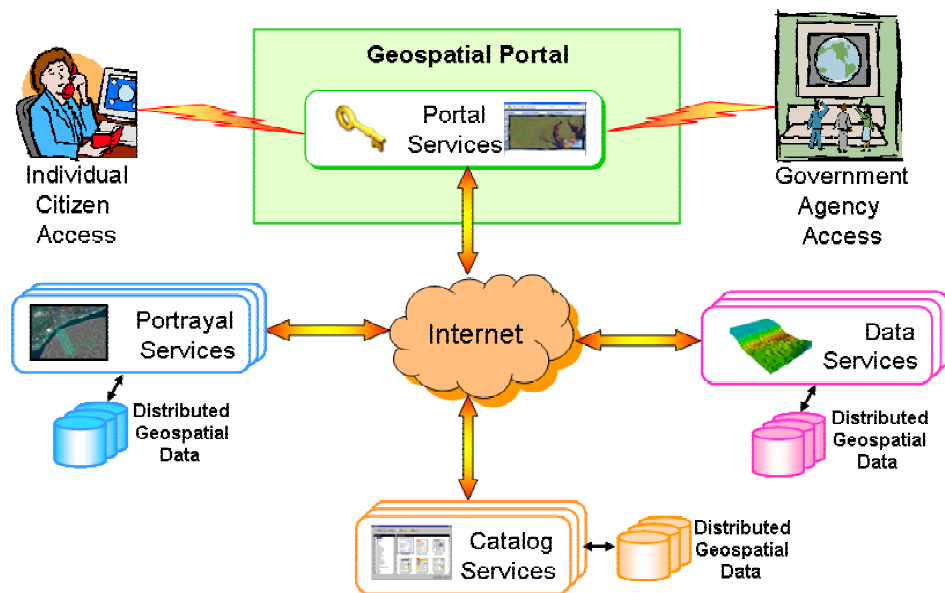 Geospatial Portal
Portal
Services
Individual
Citizen
Access
Government
Agency
Access
Portrayal
Services
Internet
Data
Services
Distributed
Geospatial
Data
Distributed
Geospatial
Data
Catalog
Services
Distributed
Geospatial
Data